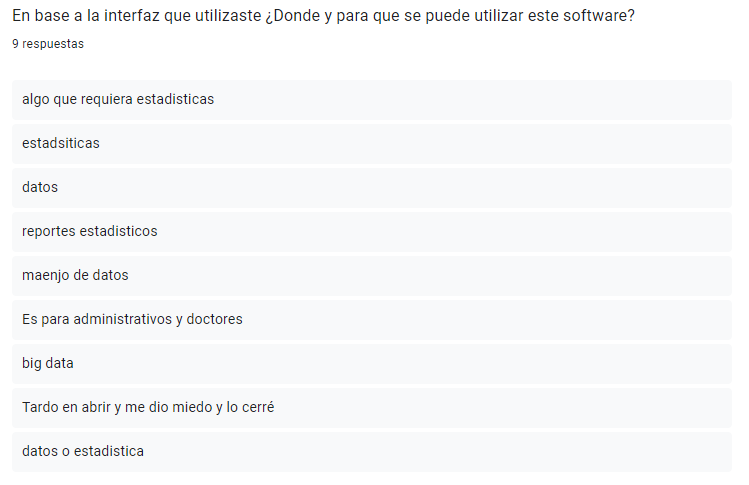 En base a la interfaz que utilizaste ¿Donde y para que se puede utilizar este software?
9 respuestas
algo que requiera estadisticas
estadsiticas
datos
reportes estadisticos
maenjo de datos
Es para administrativos y doctores
big data
Tardo en abrir y me dio miedo y lo cerré
datos o estadistica